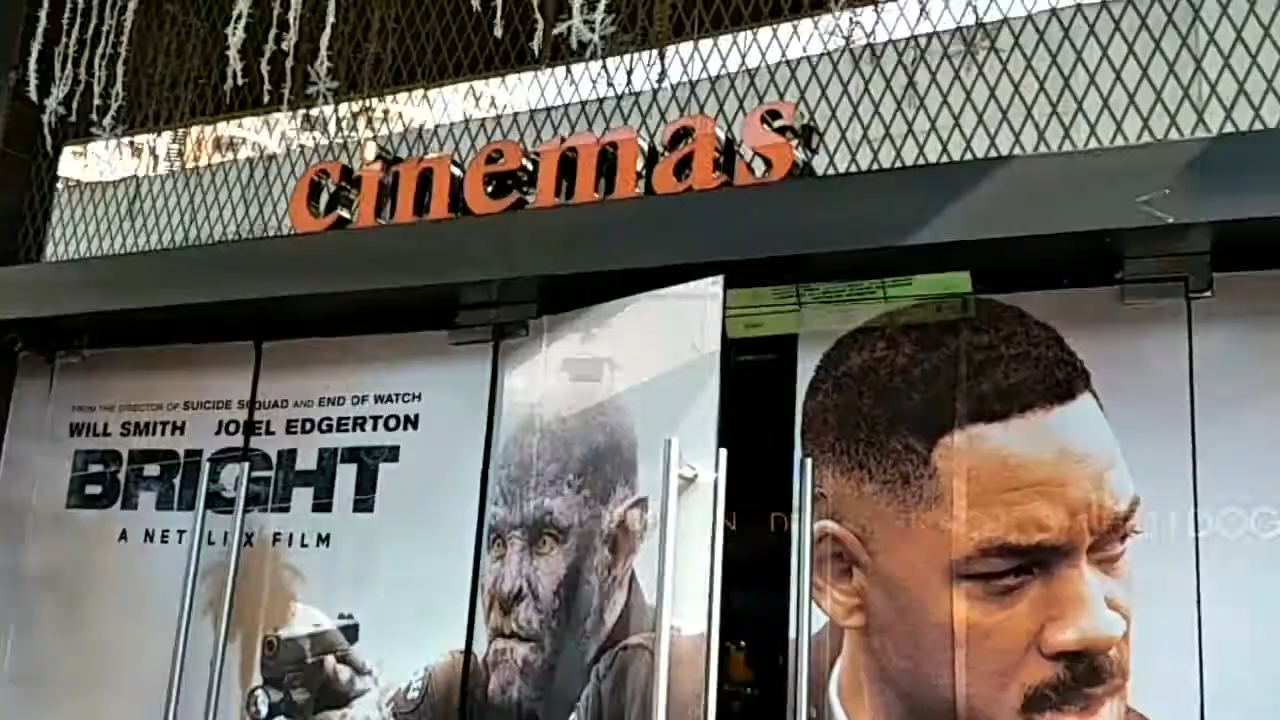 cinemas
FROM THE DIRECTOR OF SUICIDE SQUAD AND END OF WATCH
WILL SMITH JOEL EDGERTON
BRIGHT
A NETFLIX FILM